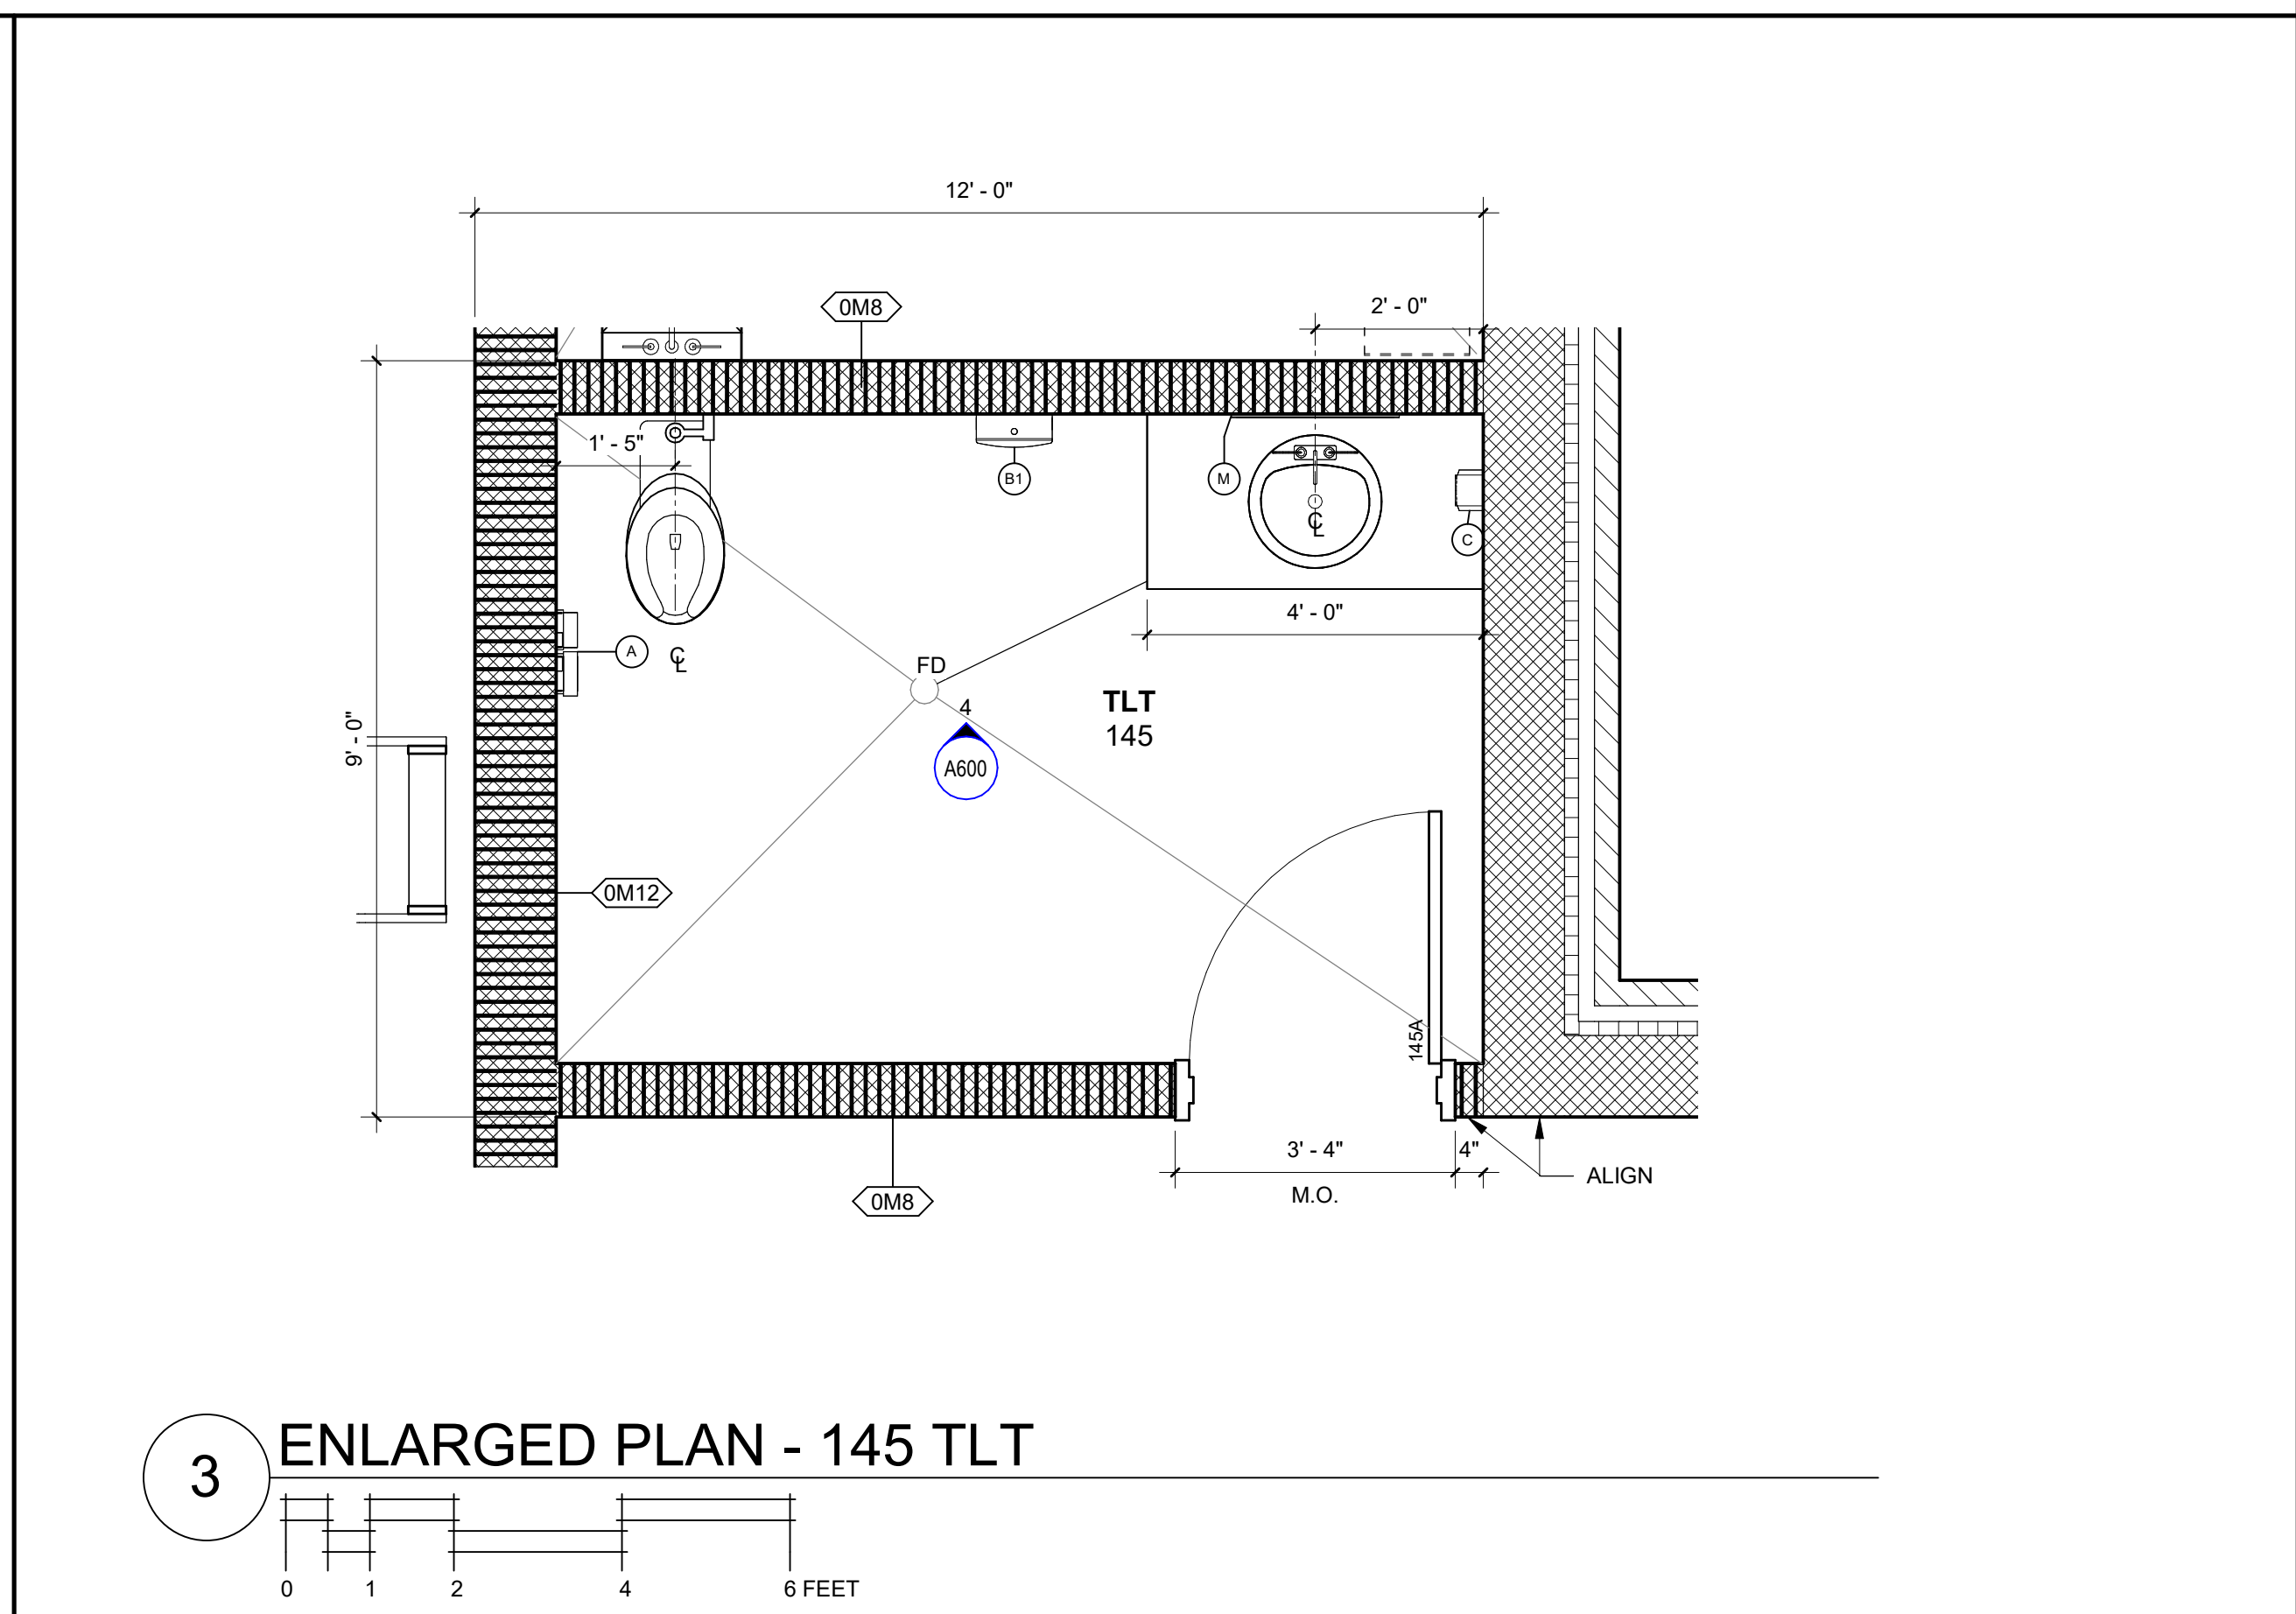 12' - 0"
0M8
2' - 0"
1' - 5"
B1
M
C
℄
4' - 0"
A
℄
FD
4
A600
TLT
145
9' - 0"
0M12
145A
3' - 4"
4"
M.O.
ALIGN
0M8
3
ENLARGED PLAN - 145 TLT
0 1 2 4 6 FEET